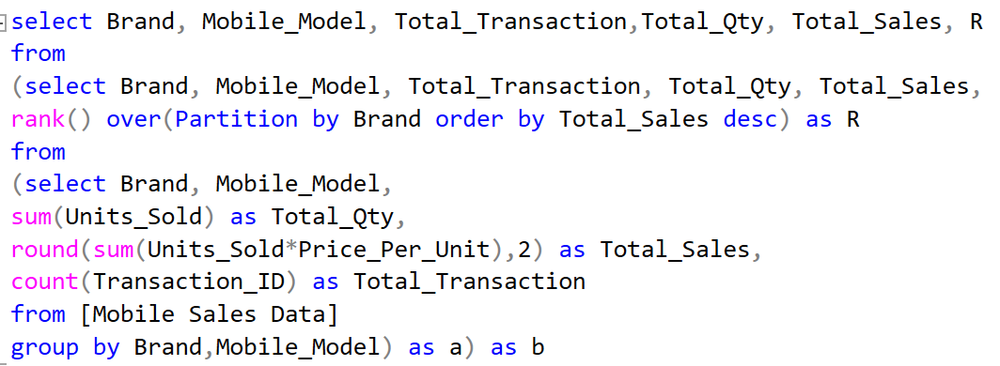 select Brand, Mobile_Model, Total_Transaction,Total_Qty, Total_Sales, R
from
(select Brand, Mobile_Model, Total_Transaction, Total_Qty, Total_Sales,
rank() over(Partition by Brand order by Total_Sales desc) as R
from
(select Brand, Mobile_Model,
sum(Units_Sold) as Total_Qty,
round(sum(Units_Sold*Price_Per_Unit),2) as Total_Sales,
count(Transaction_ID) as Total_Transaction
from [Mobile Sales Data]
group by Brand,Mobile_Model) as a) as b